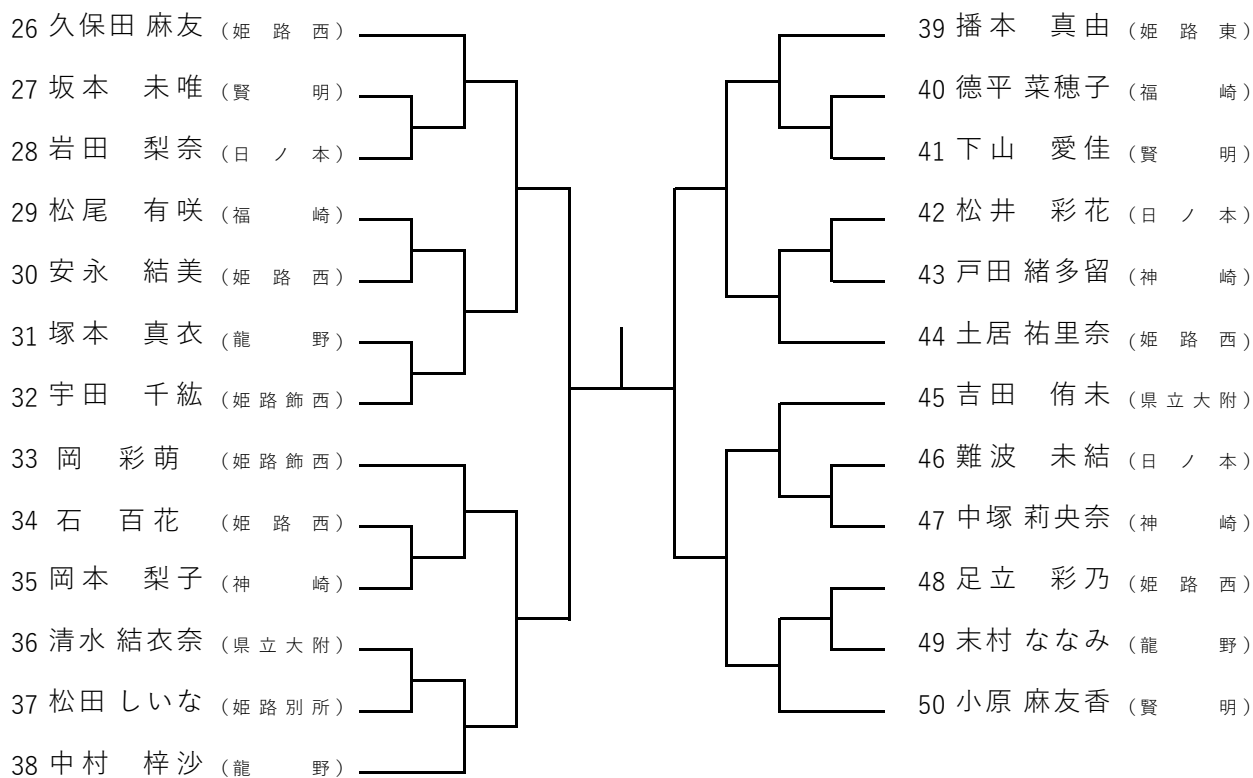 26 久保田 麻友 (姫路西)
27 坂本 未唯 (賢明)
28 岩田 梨奈 (日ノ本)
29 松尾 有咲 (福崎)
30 安永 結美 (姫路西)
31 塚本 真衣 (龍野)
32 宇田 千紘 (姫路飾西)
33 岡 彩萌 (姫路飾西)
34 石 百花 (姫路西)
35 岡本 梨子 (神崎)
36 清水 結衣奈 (県立大附)
37 松田 しいな (姫路別所)
38 中村 梓沙 (龍野)
39 播本 真由 (姫路東)
40 德平 菜穂子 (福崎)
41 下山 愛佳 (賢明)
42 松井 彩花 (日ノ本)
43 戸田 緒多留 (神崎)
44 土居 祐里奈 (姫路西)
45 吉田 侑未 (県立大附)
46 難波 未結 (日ノ本)
47 中塚 莉央奈 (神崎)
48 足立 彩乃 (姫路西)
49 末村 ななみ (龍野)
50 小原 麻友香 (賢明)